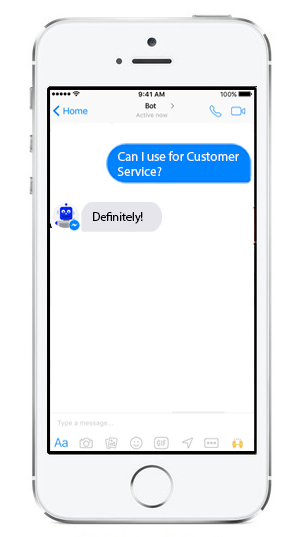 9:41 AM
100%
Home
Bot
Active now
Can I use for Customer
Service?
Definitely!
Type a message...
Aa
GIF